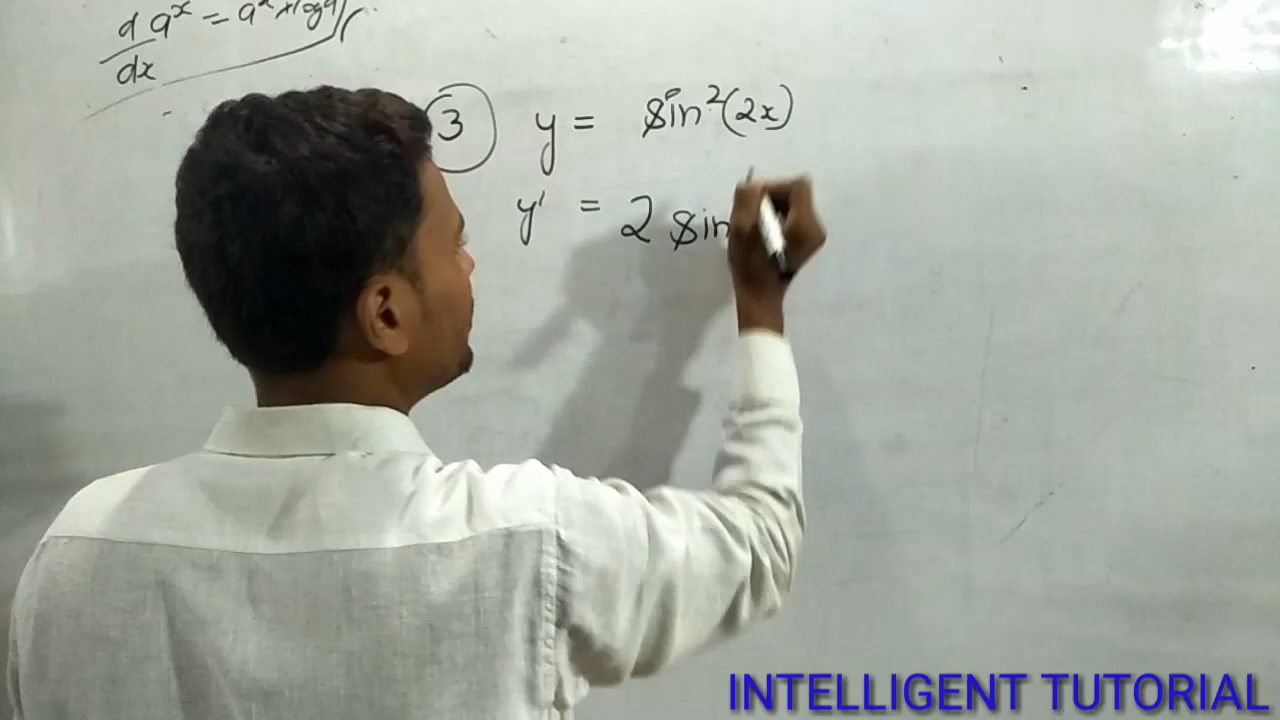 d/dx a^x = a^x × log a
③ y = sin²(2x)
y' = 2 sin
INTELLIGENT TUTORIAL